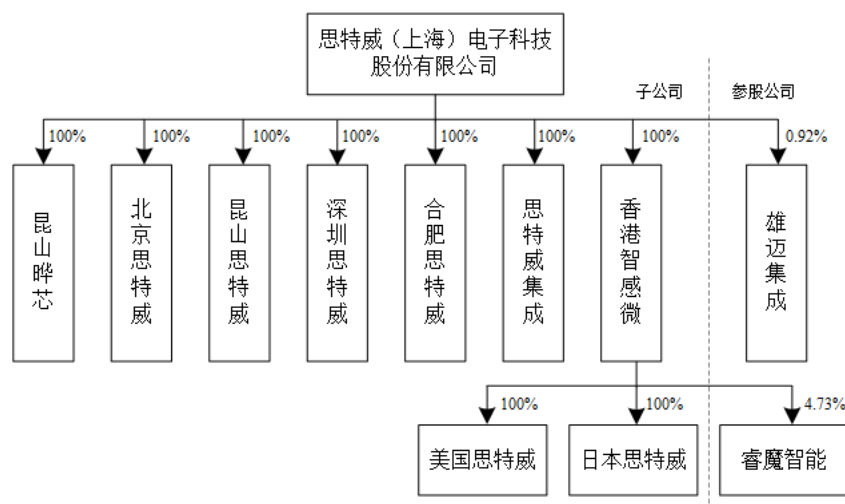 思特威（上海）电子科技
股份有限公司
子公司
参股公司
100%
100%
100%
100%
100%
100%
100%
0.92%
昆山晔芯
北京思特威
昆山思特威
深圳思特威
合肥思特威
思特威集成
香港智感微
雄迈集成
100%
100%
4.73%
美国思特威
日本思特威
睿魔智能